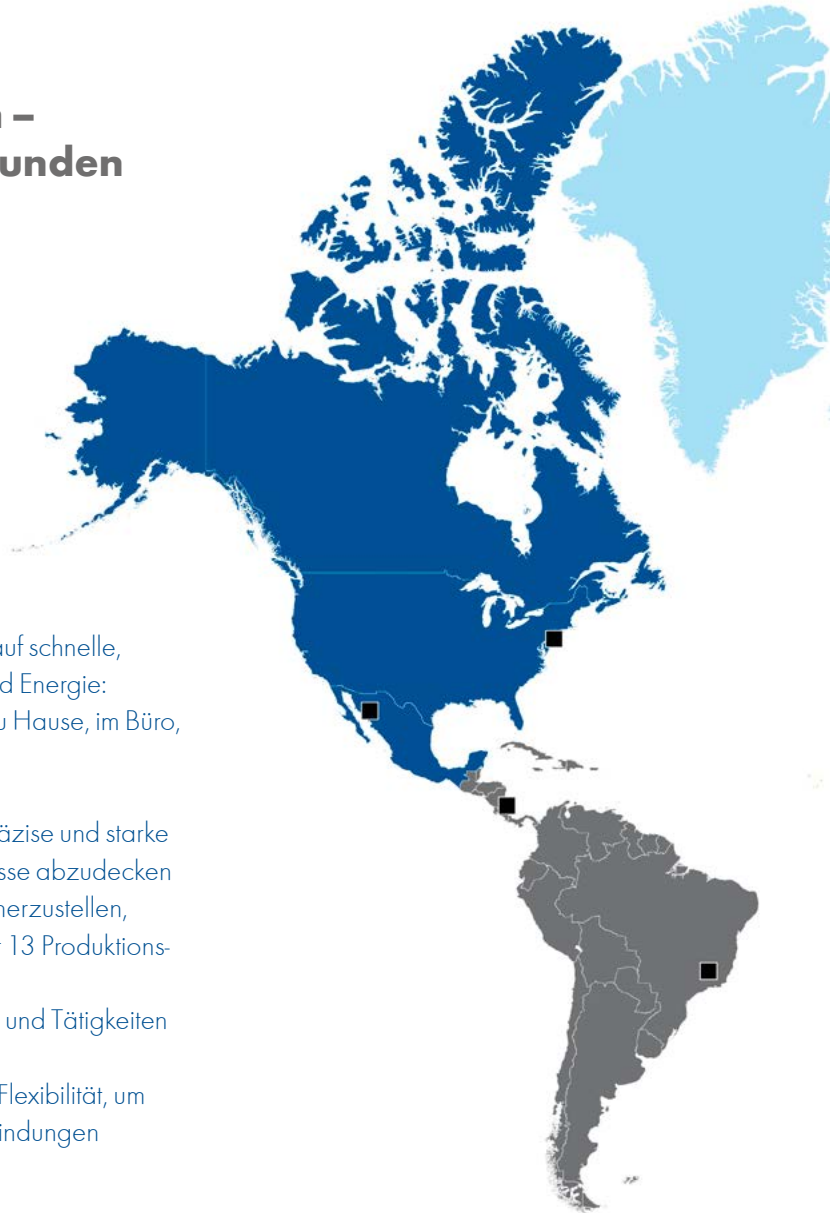 –
unden
auf schnelle,
d Energie:
u Hause, im Büro,
äzise und starke
sse abzudecken
herzustellen,
13 Produktions-
und Tätigkeiten
Flexibilität, um
indungen